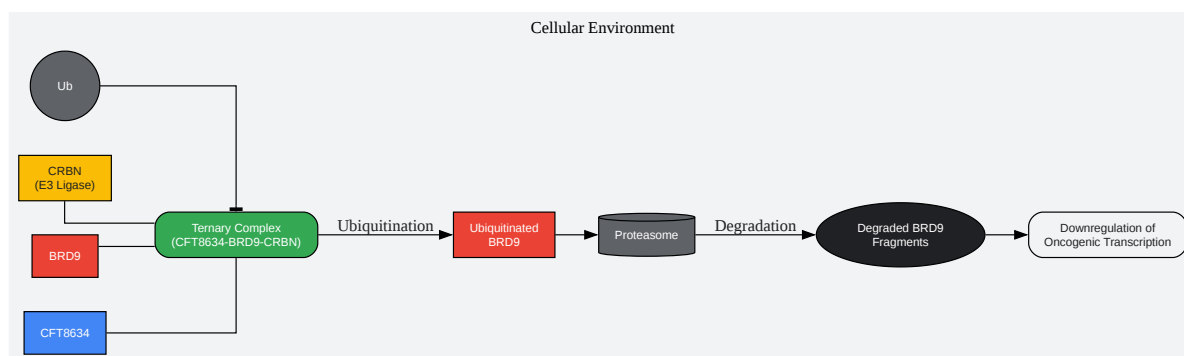 Cellular Environment
Ub
CRBN
(E3 Ligase)
BRD9
CFT8634
Ternary Complex
(CFT8634-BRD9-CRBN)
Ubiquitination
Ubiquitinated
BRD9
Proteasome
Degradation
Degraded BRD9
Fragments
Downregulation of
Oncogenic Transcription